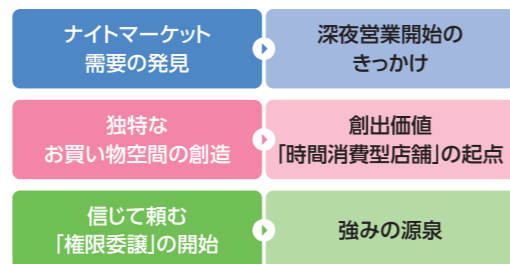 ナイトマーケット
需要の発見
深夜営業開始の
きっかけ
独特な
お買い物空間の創造
創出価値
「時間消費型店舗」の起点
信じて頼む
「権限委譲」の開始
強みの源泉